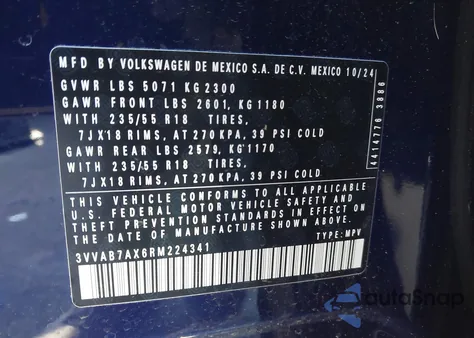 MFD BY VOLKSWAGEN DE MEXICO S.A. DE C.V. MEXICO 10/24
GVWR LBS 5071 KG 2300
GAWR FRONT LBS 2601, KG 1180
WITH 235/55 R18 TIRES,
7JX18 RIMS, AT 270 KPA, 39 PSI COLD
GAWR REAR LBS 2579, KG 1170
WITH 235/55 R18 TIRES,
7JX18 RIMS, AT 270 KPA, 39 PSI COLD
THIS VEHICLE CONFORMS TO ALL APPLICABLE
U.S. FEDERAL MOTOR VEHICLE SAFETY AND
THEFT PREVENTION STANDARDS IN EFFECT ON
THE DATE OF MANUFACTURE SHOWN ABOVE
3VVAB7AX6RM224341 TYPE: MPV
4414776 3886
autaSnap